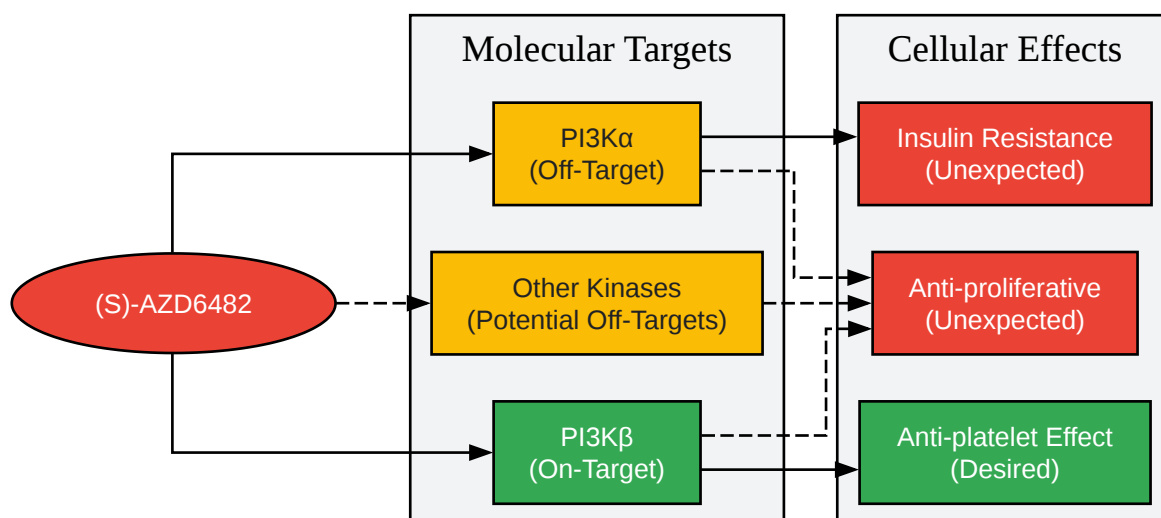 Molecular Targets
Cellular Effects
PI3Kα
(Off-Target)
Insulin Resistance
(Unexpected)
(S)-AZD6482
Other Kinases
(Potential Off-Targets)
Anti-proliferative
(Unexpected)
PI3Kβ
(On-Target)
Anti-platelet Effect
(Desired)